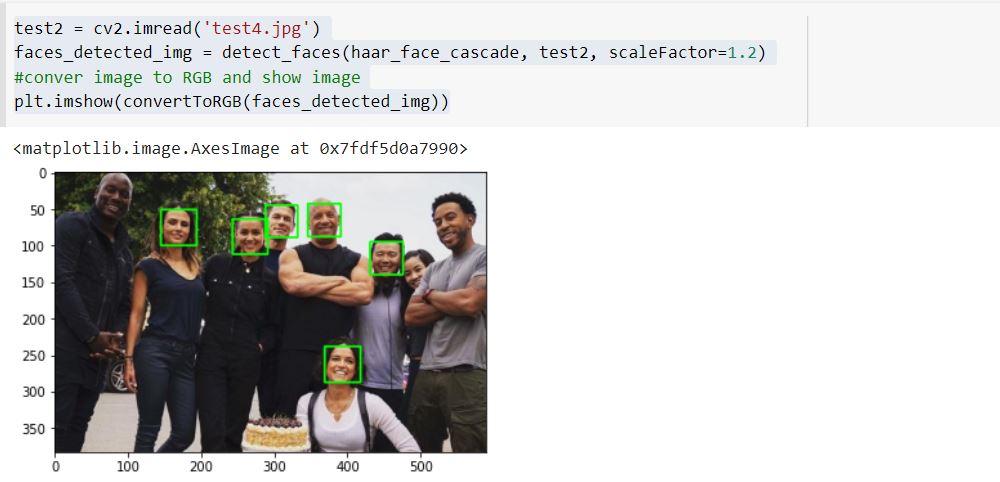 test2 = cv2.imread('test4.jpg')
faces_detected_img = detect_faces(haar_face_cascade, test2, scaleFactor=1.2)
#conver image to RGB and show image
plt.imshow(convertToRGB(faces_detected_img))
<matplotlib.image.AxesImage at 0x7fdf5d0a7990>
0
50
100
150
200
250
300
350
0 100 200 300 400 500